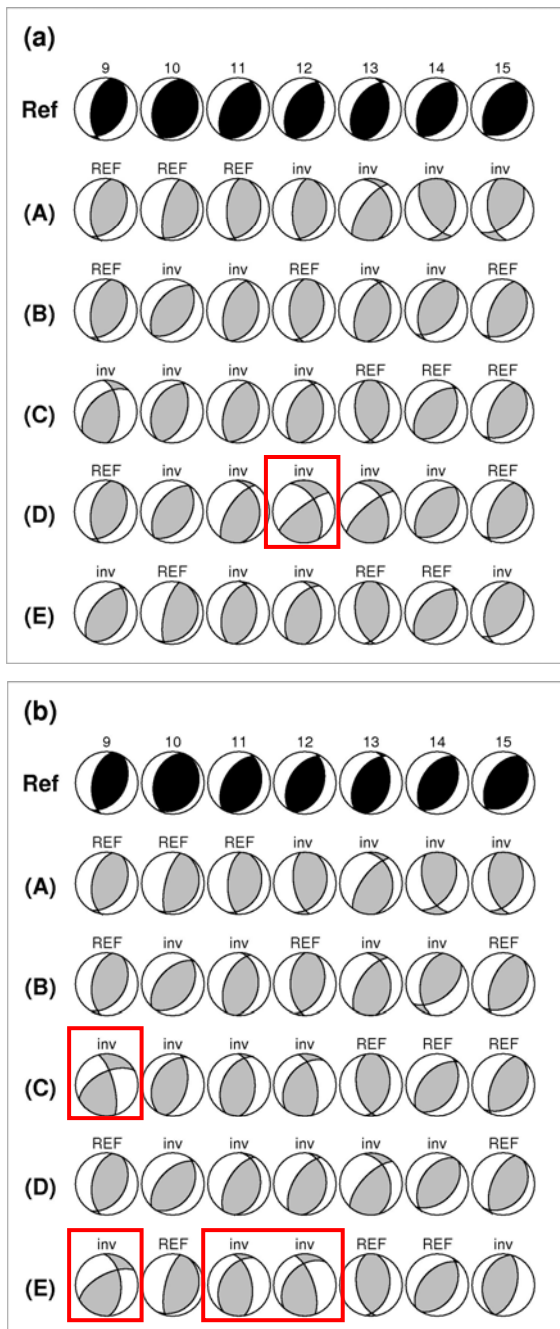 (a)
9 10 11 12 13 14 15
Ref
REF REF REF inv inv inv inv
(A)
REF inv inv REF inv inv REF
(B)
inv inv inv inv REF REF REF
(C)
REF inv inv inv inv inv REF
(D)
inv REF inv inv REF REF inv
(E)
(b)
9 10 11 12 13 14 15
Ref
REF REF REF inv inv inv inv
(A)
REF inv inv REF inv inv REF
(B)
inv inv inv inv REF REF REF
(C)
REF inv inv inv inv inv REF
(D)
inv REF inv inv REF REF inv
(E)